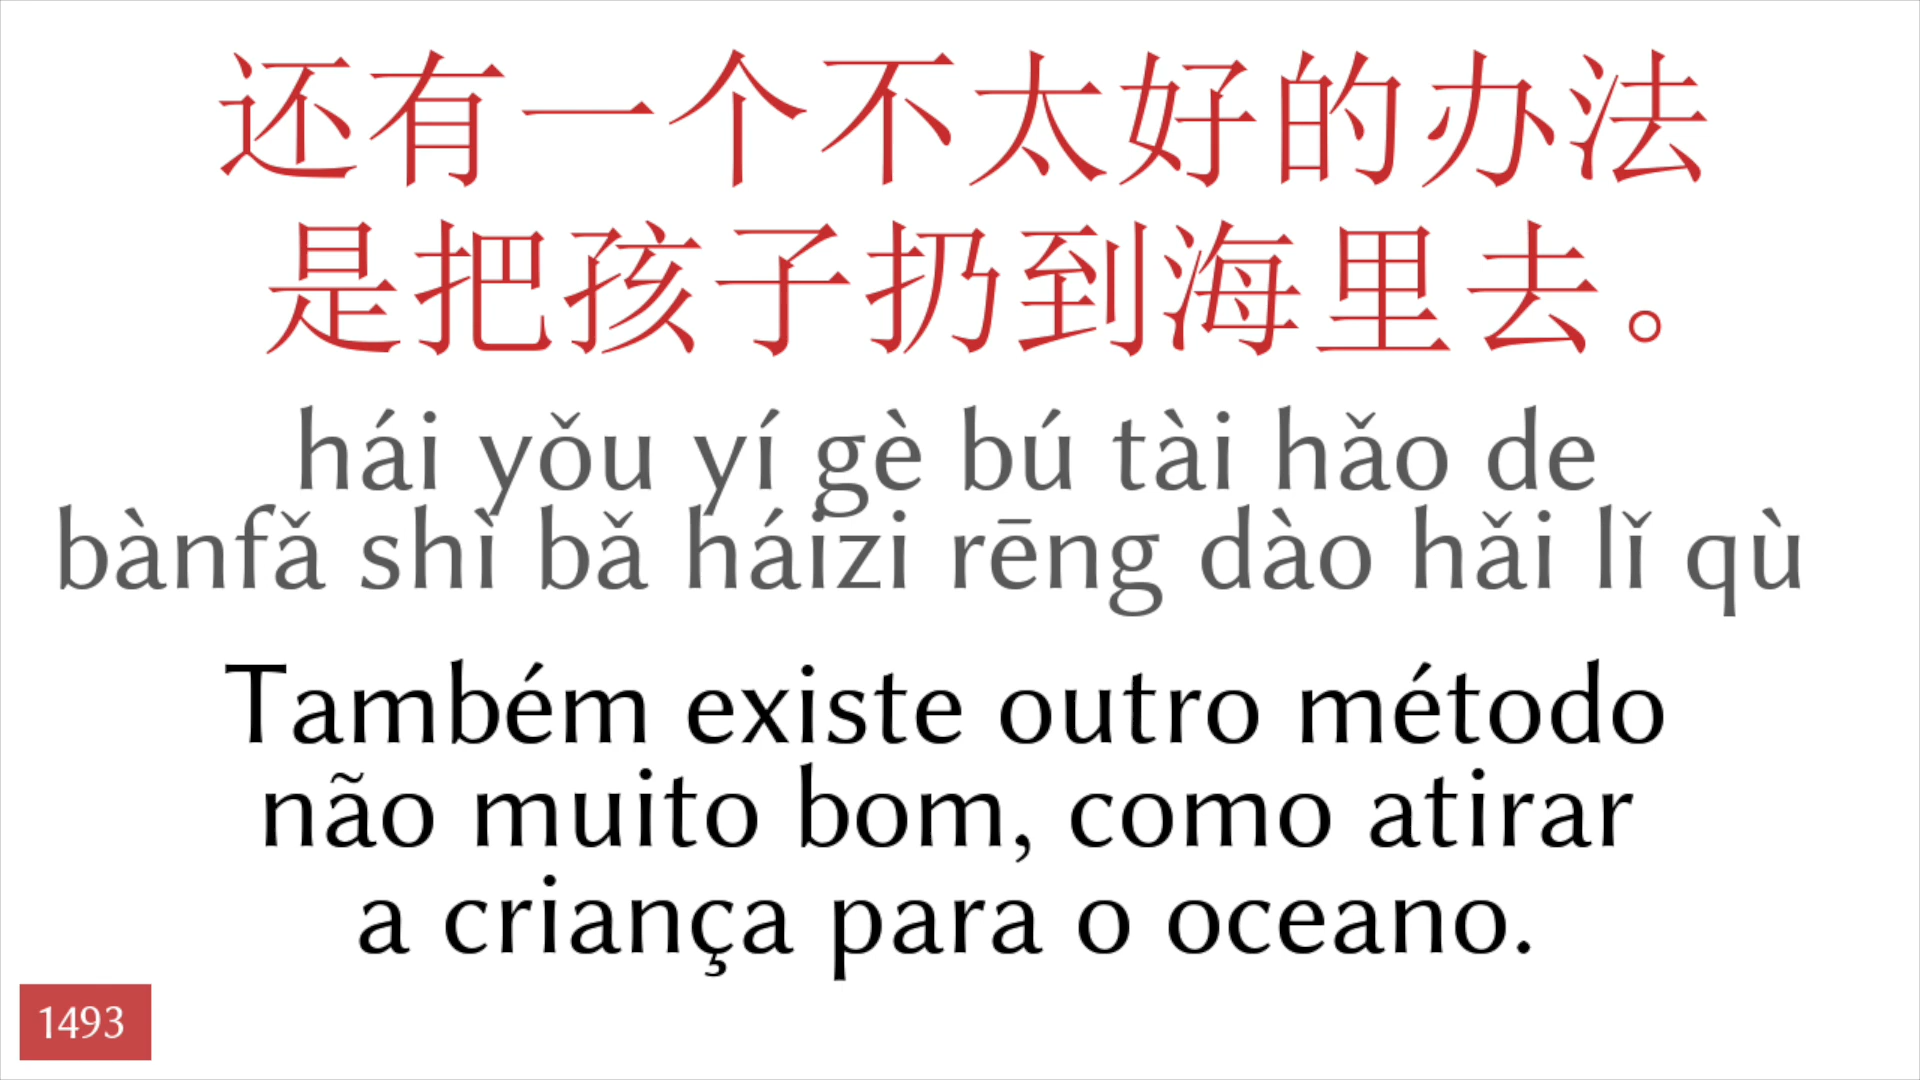 还有一个不太好的办法
是把孩子扔到海里去。
hái yǒu yí gè bú tài hǎo de
bànfǎ shì bǎ háizi rēng dào hǎi lǐ qù
Também existe outro método
não muito bom, como atirar
a criança para o oceano.
1493